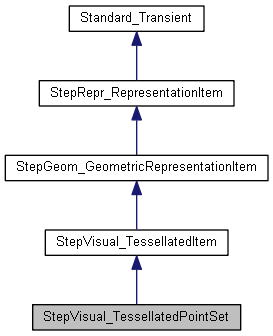 Standard_Transient
StepRepr_RepresentationItem
StepGeom_GeometricRepresentationItem
StepVisual_TessellatedItem
StepVisual_TessellatedPointSet